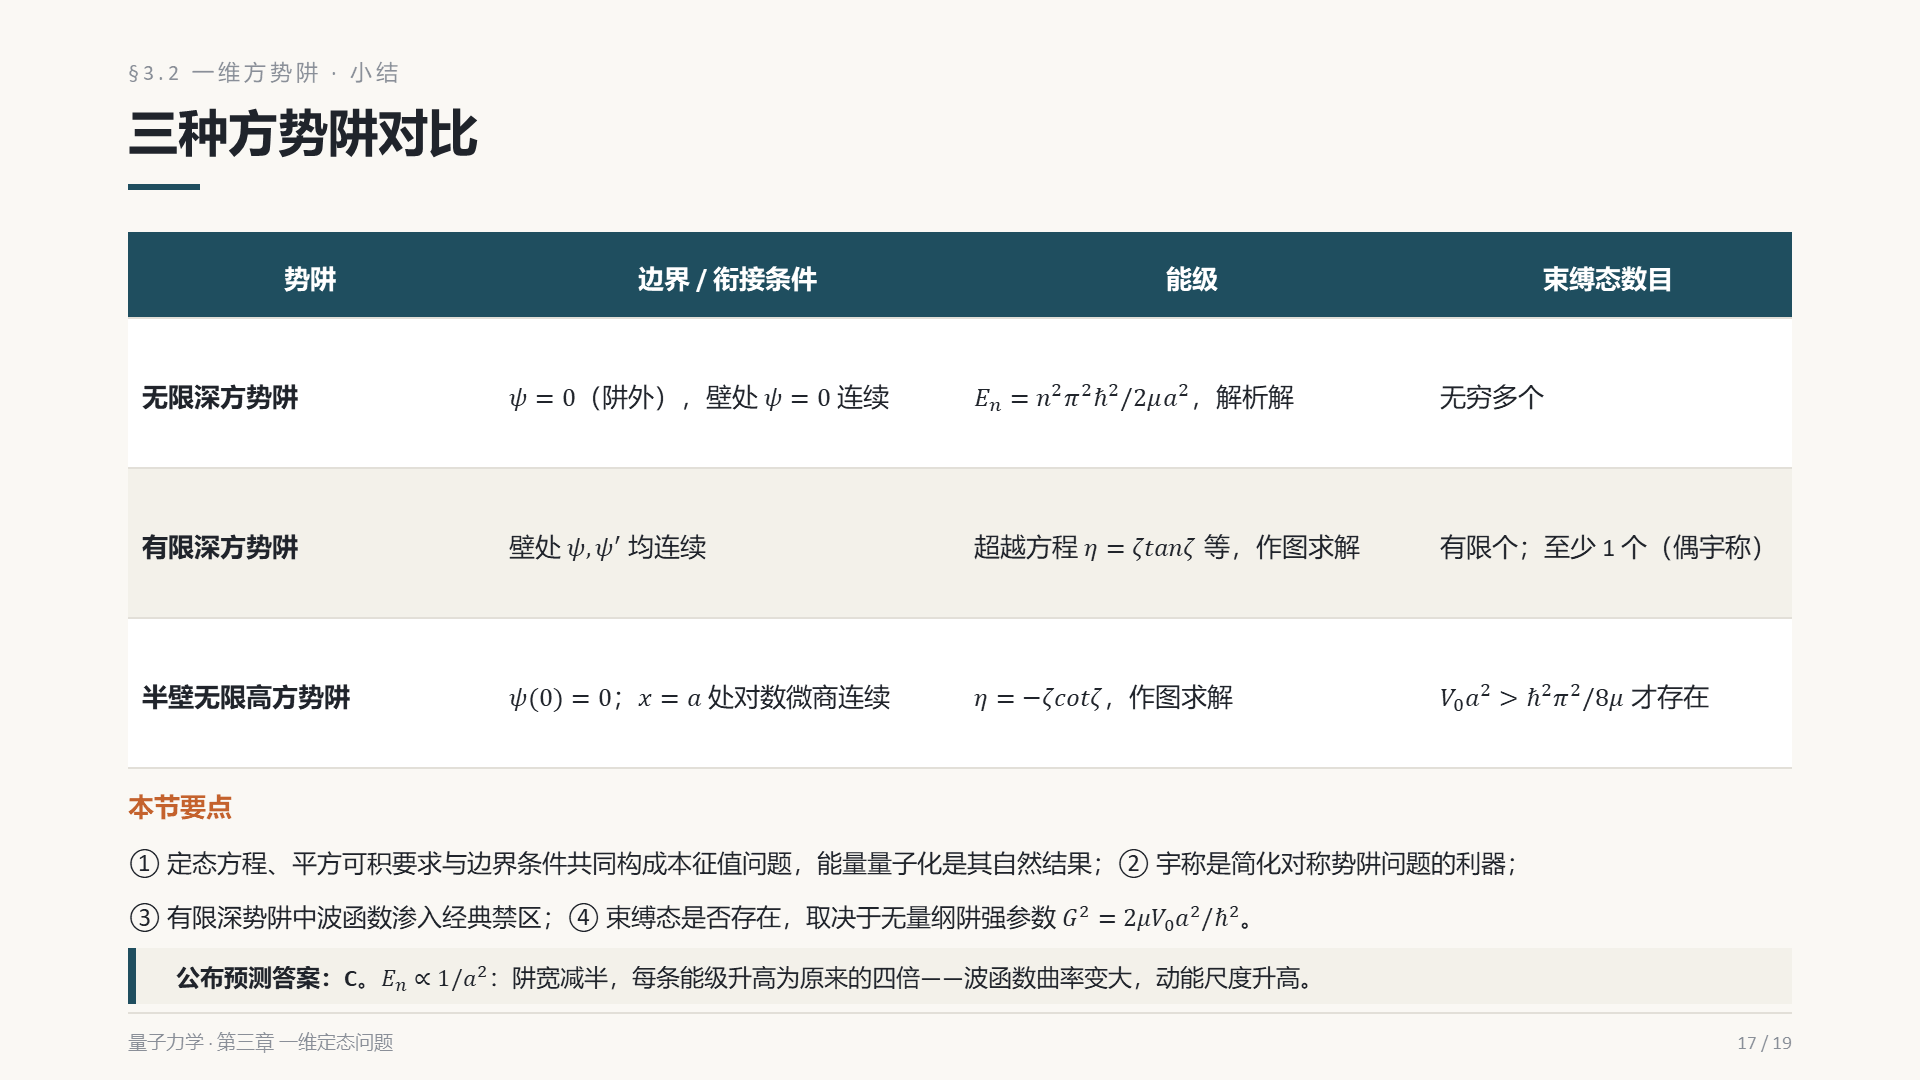 §3.2 一维方势阱 · 小结
三种方势阱对比
势阱 边界 / 衔接条件 能级 束缚态数目
无限深方势阱 ψ = 0（阱外），壁处 ψ = 0 连续 Eₙ = n²π²ħ²/2μa²，解析解 无穷多个
有限深方势阱 壁处 ψ, ψ′ 均连续 超越方程 η = ζtanζ 等，作图求解 有限个；至少 1 个（偶宇称）
半壁无限高方势阱 ψ(0) = 0；x = a 处对数微商连续 η = −ζcotζ，作图求解 V₀a² > ħ²π²/8μ 才存在
本节要点
① 定态方程、平方可积要求与边界条件共同构成本征值问题，能量量子化是其自然结果；② 宇称是简化对称势阱问题的利器；
③ 有限深势阱中波函数渗入经典禁区；④ 束缚态是否存在，取决于无量纲阱强参数 G² = 2μV₀a²/ħ²。
公布预测答案：C。Eₙ ∝ 1/a²：阱宽减半，每条能级升高为原来的四倍——波函数曲率变大，动能尺度升高。
量子力学 · 第三章 一维定态问题
17 / 19